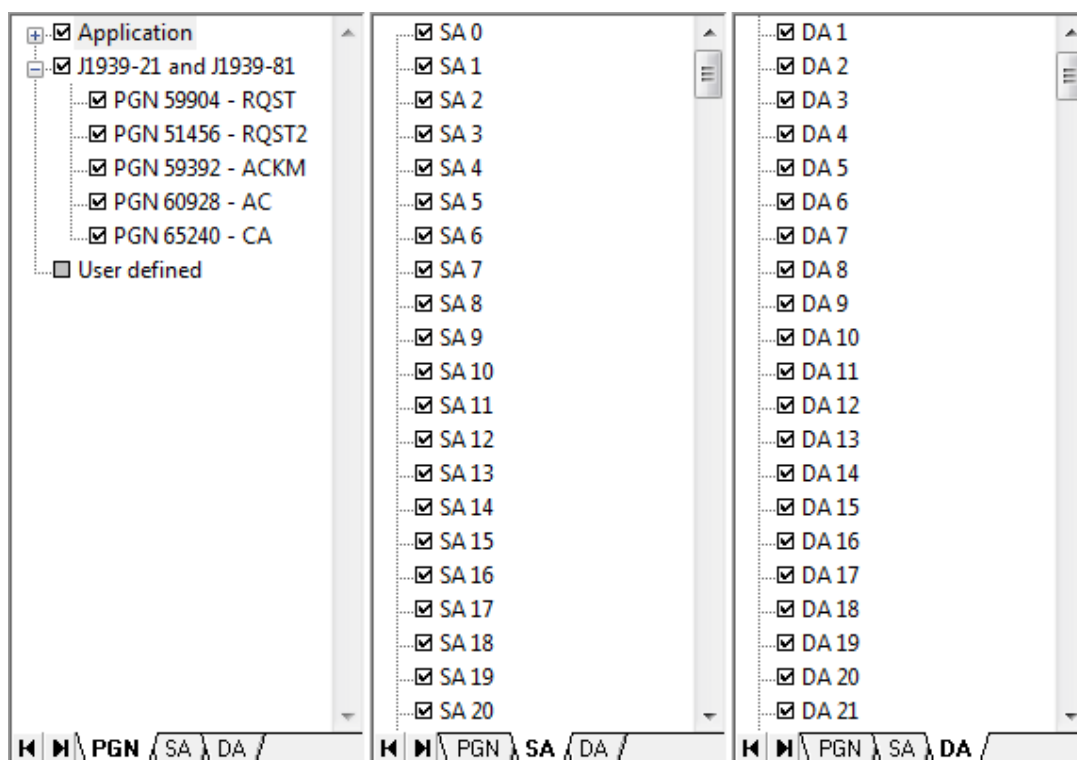 Application
J1939-21 and J1939-81
PGN 59904 - RQST
PGN 51456 - RQST2
PGN 59392 - ACKM
PGN 60928 - AC
PGN 65240 - CA
User defined
PGN SA DA
SA 0
SA 1
SA 2
SA 3
SA 4
SA 5
SA 6
SA 7
SA 8
SA 9
SA 10
SA 11
SA 12
SA 13
SA 14
SA 15
SA 16
SA 17
SA 18
SA 19
SA 20
PGN SA DA
DA 1
DA 2
DA 3
DA 4
DA 5
DA 6
DA 7
DA 8
DA 9
DA 10
DA 11
DA 12
DA 13
DA 14
DA 15
DA 16
DA 17
DA 18
DA 19
DA 20
DA 21
PGN SA DA